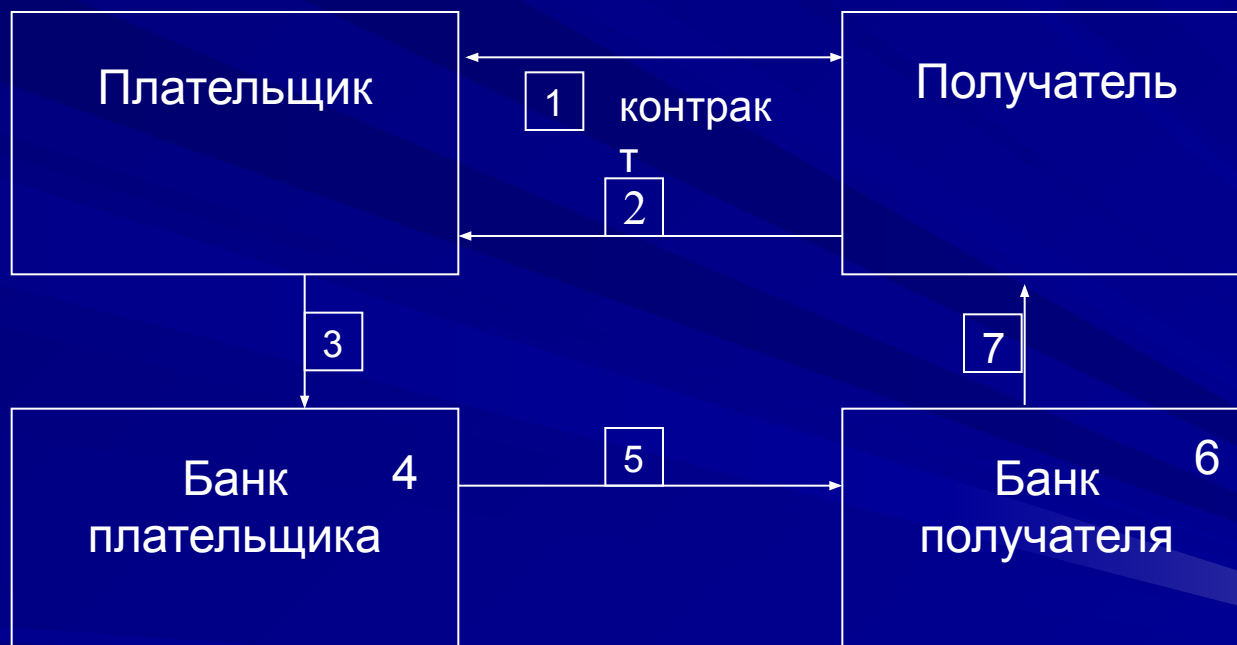 Плательщик
Получатель
1
контрак
т
2
3
7
Банк
плательщика
4
5
Банк
получателя
6